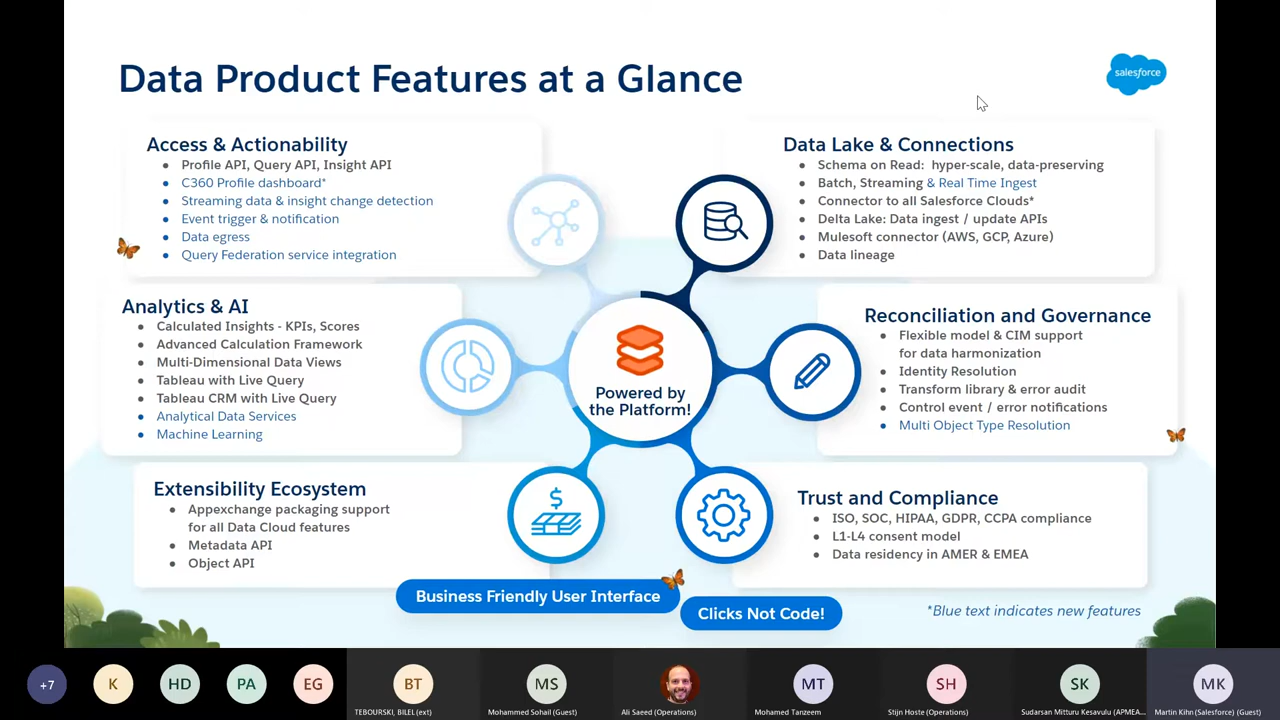 Data Product Features at a Glance
salesforce
Access & Actionability
• Profile API, Query API, Insight API
• C360 Profile dashboard*
• Streaming data & insight change detection
• Event trigger & notification
• Data egress
• Query Federation service integration
Data Lake & Connections
• Schema on Read: hyper-scale, data-preserving
• Batch, Streaming & Real Time Ingest
• Connector to all Salesforce Clouds*
• Delta Lake: Data ingest / update APIs
• Mulesoft connector (AWS, GCP, Azure)
• Data lineage
Analytics & AI
• Calculated Insights - KPIs, Scores
• Advanced Calculation Framework
• Multi-Dimensional Data Views
• Tableau with Live Query
• Tableau CRM with Live Query
• Analytical Data Services
• Machine Learning
Powered by
the Platform!
Reconciliation and Governance
• Flexible model & CIM support
for data harmonization
• Identity Resolution
• Transform library & error audit
• Control event / error notifications
• Multi Object Type Resolution
Extensibility Ecosystem
• Appexchange packaging support
for all Data Cloud features
• Metadata API
• Object API
$
Trust and Compliance
• ISO, SOC, HIPAA, GDPR, CCPA compliance
• L1-L4 consent model
• Data residency in AMER & EMEA
Business Friendly User Interface
Clicks Not Code!
*Blue text indicates new features
+7
K
HD
PA
EG
BT
TEBOURSKI, BILEL (ext)
MS
Mohammed Sohail (Guest)
Ali Saeed (Operations)
MT
Mohamed Tanzeem
SH
Stijn Hoste (Operations)
SK
Sudarsan Mitturu Kesavulu (APMEA...
MK
Martin Kihn (Salesforce) (Guest)